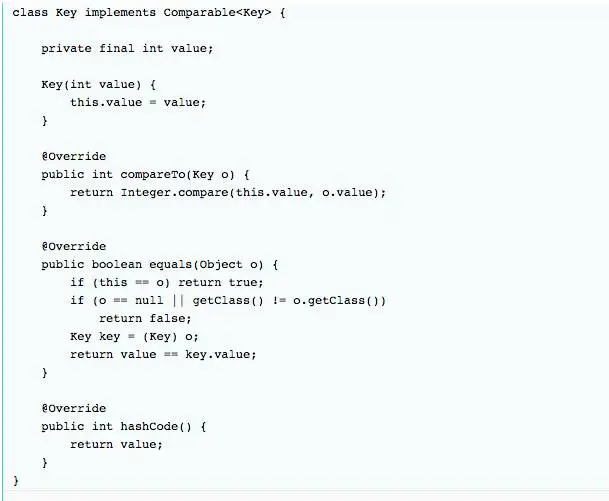 class Key implements Comparable<Key> {
private final int value;
Key(int value) {
this.value = value;
}
@Override
public int compareTo(Key o) {
return Integer.compare(this.value, o.value);
}
@Override
public boolean equals(Object o) {
if (this == o) return true;
if (o == null || getClass() != o.getClass())
return false;
Key key = (Key) o;
return value == key.value;
}
@Override
public int hashCode() {
return value;
}
}